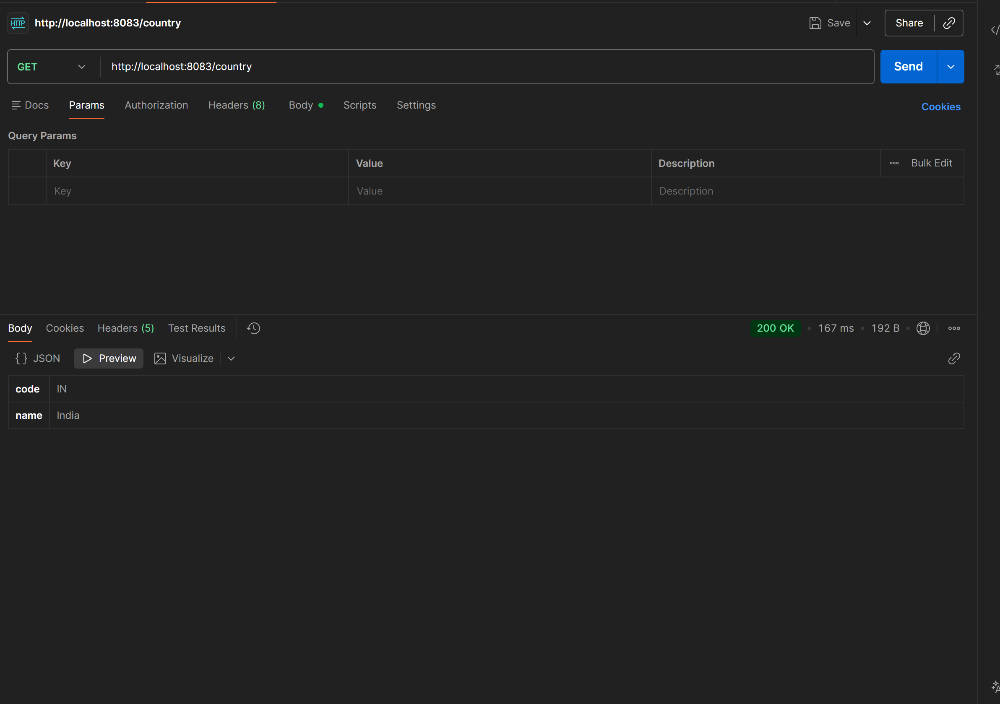 HTTP http://localhost:8083/country Save Share
GET http://localhost:8083/country Send
Docs Params Authorization Headers (8) Body Scripts Settings Cookies
Query Params
Key Value Description Bulk Edit
Key Value Description
Body Cookies Headers (5) Test Results 200 OK 167 ms 192 B
{} JSON Preview Visualize
code IN
name India